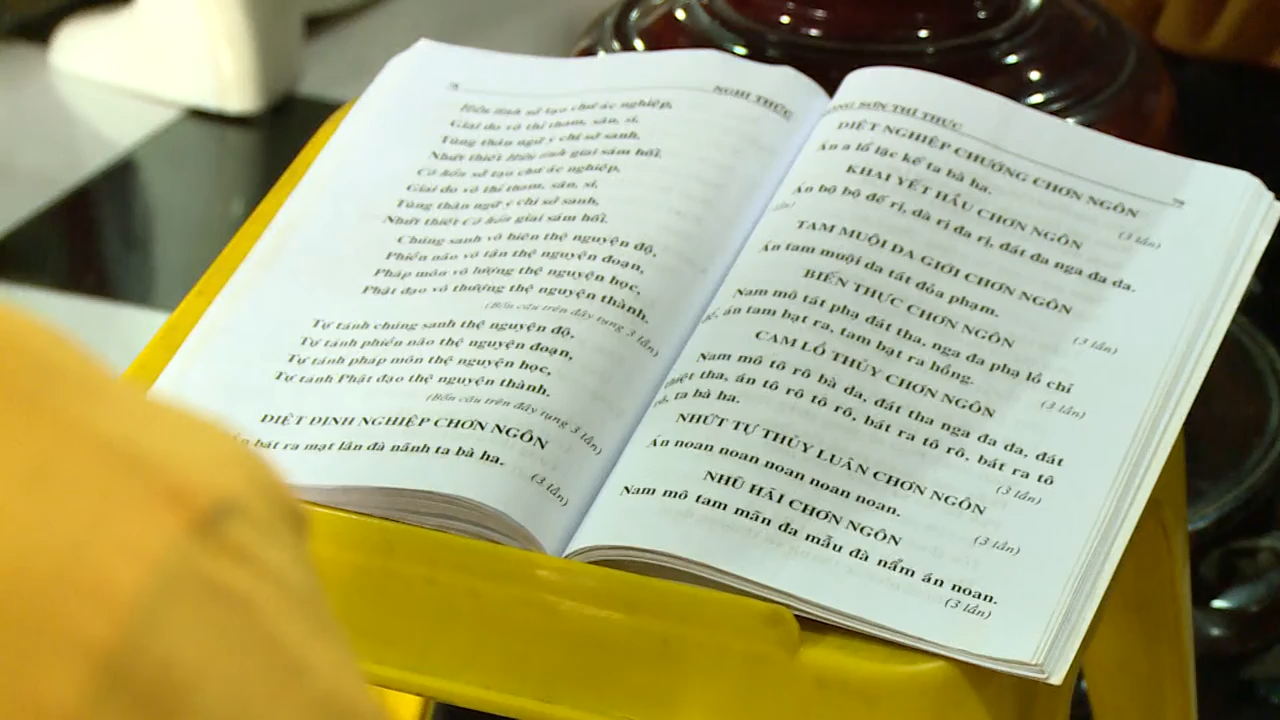 78
NGHI THỨC
Hữu tình sở tạo chư ác nghiệp,
Giai do vô thỉ tham, sân, si,
Tùng thân ngữ ý chi sở sanh,
Nhứt thiết Hữu tình giai sám hối.
Cô hồn sở tạo chư ác nghiệp,
Giai do vô thỉ tham, sân, si,
Tùng thân ngữ ý chi sở sanh,
Nhứt thiết Cô hồn giai sám hối.
Chúng sanh vô biên thệ nguyện độ,
Phiền não vô tận thệ nguyện đoạn,
Pháp môn vô lượng thệ nguyện học,
Phật đạo vô thượng thệ nguyện thành.
(Bốn câu trên đây tụng 3 lần)
Tự tánh chúng sanh thệ nguyện độ,
Tự tánh phiền não thệ nguyện đoạn,
Tự tánh pháp môn thệ nguyện học,
Tự tánh Phật đạo thệ nguyện thành.
(Bốn câu trên đây tụng 3 lần)
DIỆT ĐỊNH NGHIỆP CHƠN NGÔN
bát ra mạt lân đà nãnh ta bà ha.
(3 lần)
SƠN THÍ THỰC
79
DIỆT NGHIỆP CHƯỚNG CHƠN NGÔN
Án a lổ lặc kế ta bà ha.
(3 lần)
KHAI YẾT HẦU CHƠN NGÔN
Án bộ bộ đế rị, đà rị đa rị, đát đa nga đa da.
lần)
TAM MUỘI DA GIỚI CHƠN NGÔN
Án tam muội da tát đỏa phạm.
(3 lần)
BIẾN THỰC CHƠN NGÔN
Nam mô tát phạ đát tha, nga đa phạ lồ chỉ
đế, án tam bạt ra, tam bạt ra hồng.
(3 lần)
CAM LỒ THỦY CHƠN NGÔN
Nam mô tô rô bà da, đát tha nga đa da, đát
thiệt tha, án tô rô tô rô, bát ra tô rô, bát ra tô
rô, ta bà ha.
(3 lần)
NHỨT TỰ THỦY LUÂN CHƠN NGÔN
Án noan noan noan noan noan.
(3 lần)
NHŨ HẢI CHƠN NGÔN
Nam mô tam mãn đa mẫu đà nẩm án noan.
(3 lần)